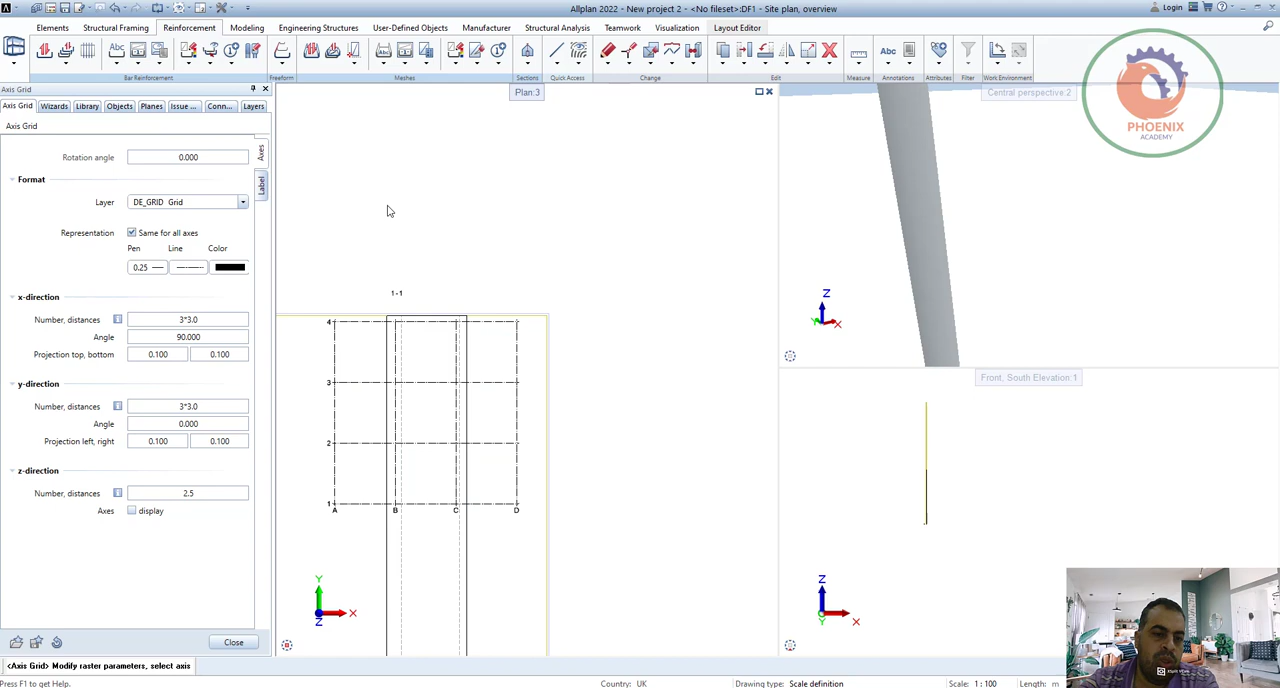 Allplan 2022 - New project 2 - <No fileset>:DF1 - Site plan, overview
Login
Elements Structural Framing Reinforcement Modeling Engineering Views User-Defined Objects Manufacturer Structural Analysis Teamwork Visualization Layout Editor
Abc Abc
Bar Reinforcement Freeform Meshes Sections Quick Access Change Edit Measure Annotations Attributes Filter Work Environment
Axis Grid
Axis Grid Wizards Library Objects Planes Issue ... Conn... Layers
Axis Grid
Axes
Label
Rotation angle 0.000
Format
Layer DE_GRID Grid
Representation Same for all axes
Pen Line Color
0.25
x-direction
Number, distances 3*3.0
Angle 90.000
Projection top, bottom 0.100 0.100
y-direction
Number, distances 3*3.0
Angle 0.000
Projection left, right 0.100 0.100
z-direction
Number, distances 2.5
Axes display
Close
<Axis Grid> Modify raster parameters, select axis
Press F1 to get Help.
Plan:3
1-1
4
3
2
1
A B C D
Y
X
Z
Central perspective:2
Z
Y X
Front, South Elevation:1
Z
X
Y
PHOENIX
ACADEMY
Country: UK Drawing type: Scale definition Scale: 1 : 100 Length: m